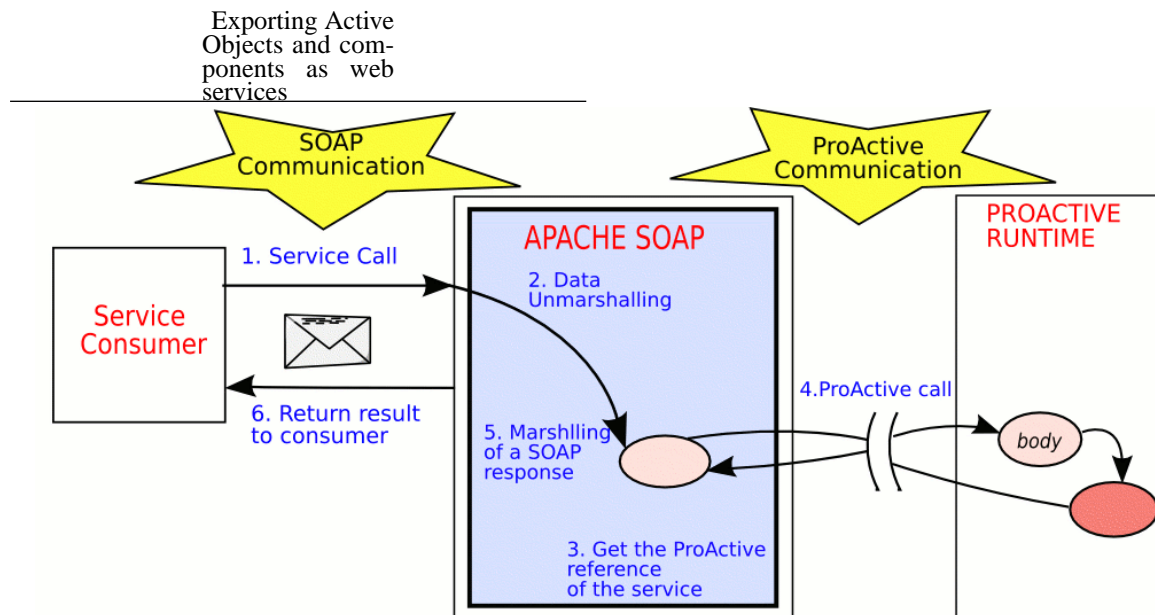 Exporting Active
Objects and com-
ponents as web
services
SOAP
Communication
ProActive
Communication
APACHE SOAP
PROACTIVE
RUNTIME
1. Service Call
2. Data
Unmarshalling
Service
Consumer
4.ProActive call
6. Return result
to consumer
5. Marshlling
of a SOAP
response
body
3. Get the ProActive
reference
of the service